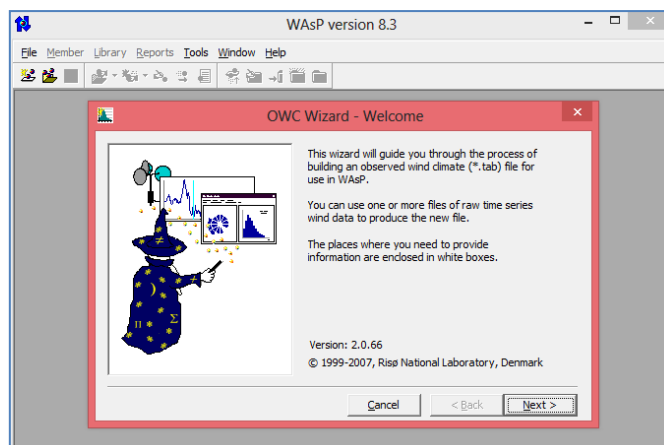 WAsP version 8.3
File Member Library Reports Tools Window Help
OWC Wizard - Welcome
This wizard will guide you through the process of
building an observed wind climate (*.tab) file for
use in WAsP.
You can use one or more files of raw time series
wind data to produce the new file.
The places where you need to provide
information are enclosed in white boxes.
Version: 2.0.66
© 1999-2007, Risø National Laboratory, Denmark
Cancel < Back Next >